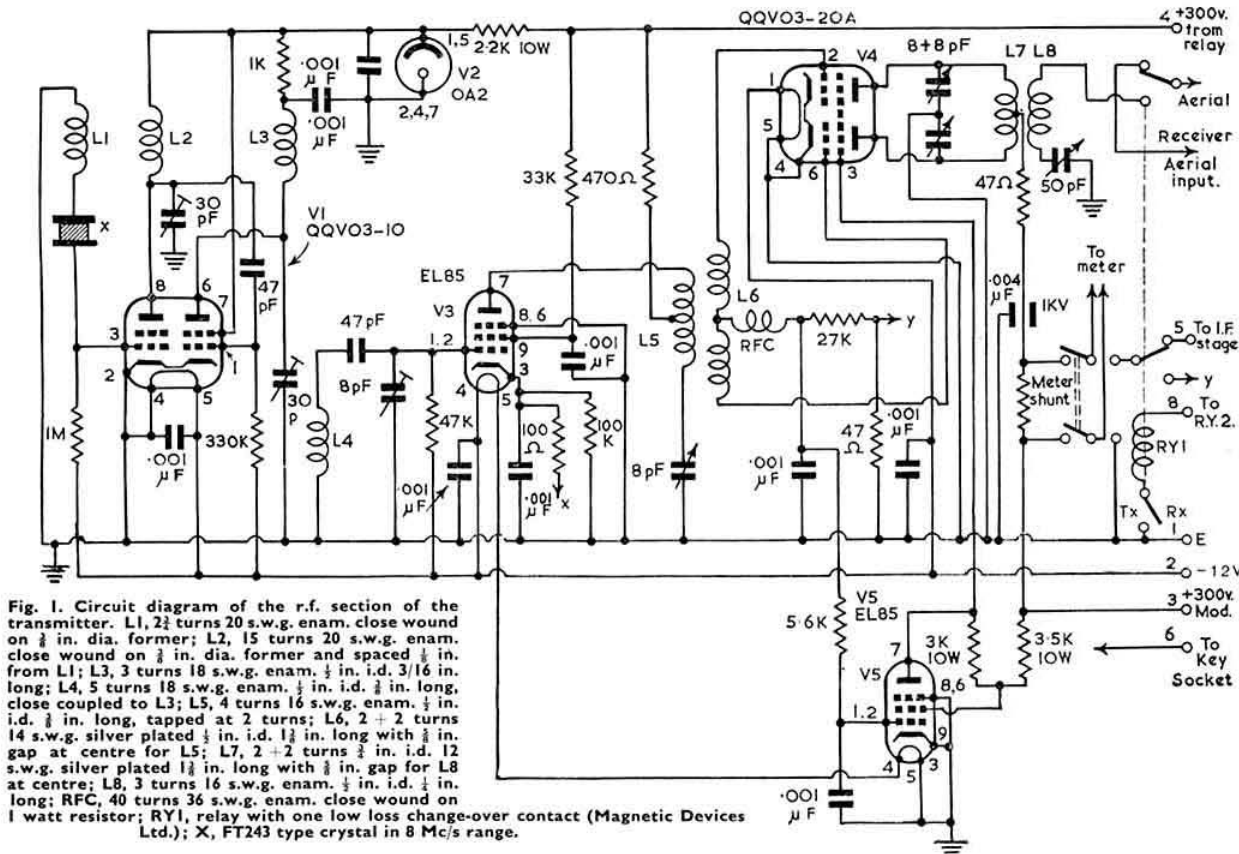 QQVO3-20A
4 +300v. from relay
1,5
2·2K 10W
1K
·001 μF
V2
OA2
2,4,7
·001 μF
L1
L2
L3
2
V4
1
5
4
6
3
8+8pF
L7 L8
Aerial
Receiver Aerial input.
50pF
47Ω
33K
470Ω
30 pF
X
V1
QQVO3-10
47 pF
8
6
7
3
2
1
4
5
EL85
7
V3
8,6
9
1,2
3
4
5
47pF
8pF
L5
L6
RFC
27K
y
·004 μF
1KV
To meter
5 To I.F. stage
y
Meter shunt
8 To R.Y.2.
RY1
·001 μF
1M
·001 μF
330K
30 p
L4
47K
100 Ω
100 K
·001 μF
·001 μF
x
8pF
·001 μF
47 Ω
·001 μF
Tx
Rx
1 E
2 -12V
3 +300v. Mod.
6 To Key Socket
5·6K
V5
EL85
7
V5
3K 10W
3·5K 10W
8,6
1,2
9
4
5
3
·001 μF
Fig. 1. Circuit diagram of the r.f. section of the
transmitter. L1, 2¾ turns 20 s.w.g. enam. close wound
on ⅜ in. dia. former; L2, 15 turns 20 s.w.g. enam.
close wound on ⅜ in. dia. former and spaced ⅛ in.
from L1; L3, 3 turns 18 s.w.g. enam. ½ in. i.d. 3/16 in.
long; L4, 5 turns 18 s.w.g. enam. ½ in. i.d. ⅜ in. long,
close coupled to L3; L5, 4 turns 16 s.w.g. enam. ½ in.
i.d. ⅜ in. long, tapped at 2 turns; L6, 2 + 2 turns
14 s.w.g. silver plated ½ in. i.d. 1⅜ in. long with ⅝ in.
gap at centre for L5; L7, 2 +2 turns ¾ in. i.d. 12
s.w.g. silver plated 1⅜ in. long with ⅝ in. gap for L8
at centre; L8, 3 turns 16 s.w.g. enam. ½ in. i.d. ¼ in.
long; RFC, 40 turns 36 s.w.g. enam. close wound on
1 watt resistor; RY1, relay with one low loss change-over contact (Magnetic Devices
Ltd.); X, FT243 type crystal in 8 Mc/s range.